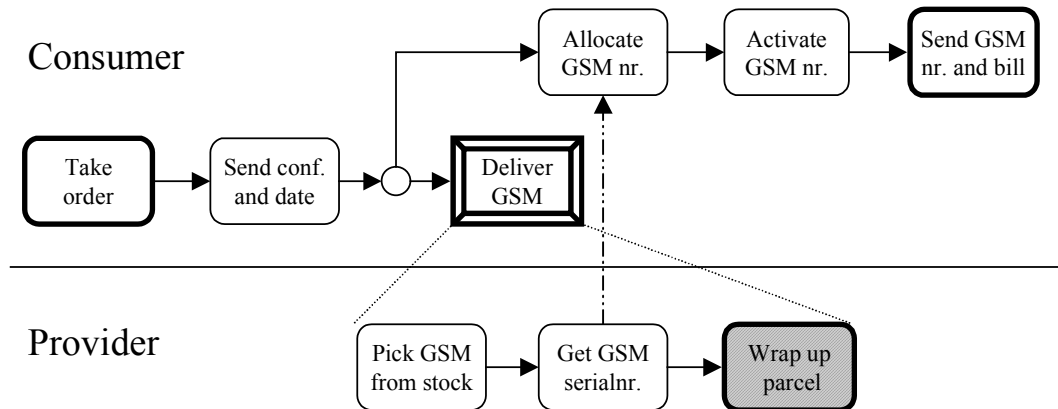 Consumer
Allocate
GSM nr.
Activate
GSM nr.
Send GSM
nr. and bill
Take
order
Send conf.
and date
Deliver
GSM
Provider
Pick GSM
from stock
Get GSM
serialnr.
Wrap up
parcel